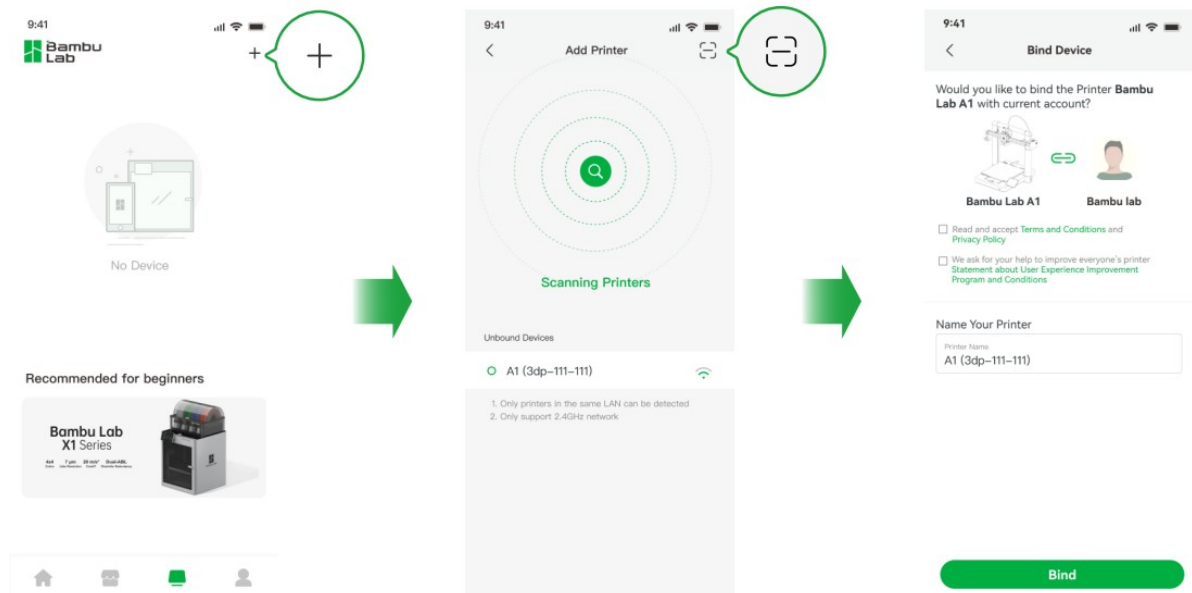 9:41
Bambu
Lab
No Device
Recommended for beginners
Bambu Lab
X1 Series
9:41
Add Printer
Scanning Printers
Unbound Devices
A1 (3dp-111-111)
1. Only printers in the same LAN can be detected
2. Only support 2.4GHz network
9:41
Bind Device
Would you like to bind the Printer Bambu
Lab A1 with current account?
Bambu Lab A1
Bambu lab
Read and accept Terms and Conditions and
Privacy Policy
We ask for your help to improve everyone's printer
Statement about User Experience Improvement
Program and Conditions
Name Your Printer
Printer Name
A1 (3dp-111-111)
Bind